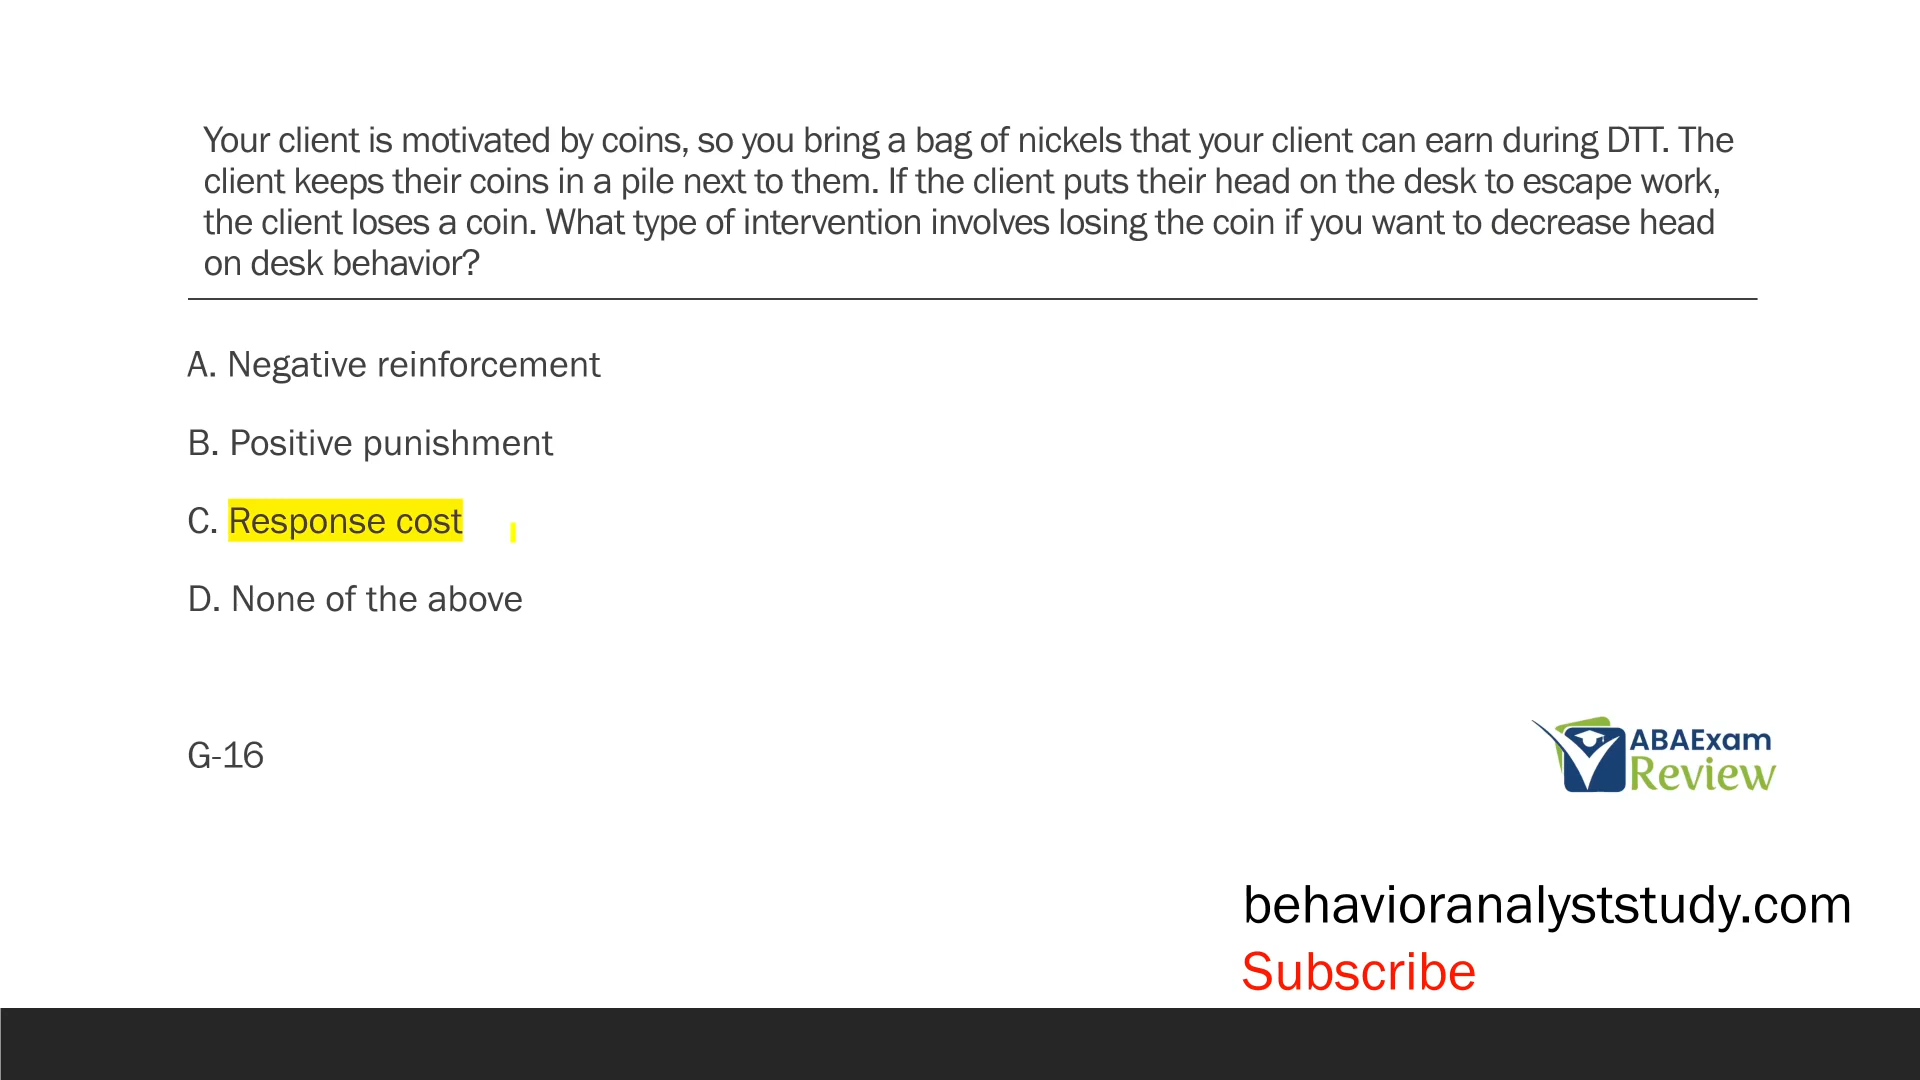 Your client is motivated by coins, so you bring a bag of nickels that your client can earn during DTT. The
client keeps their coins in a pile next to them. If the client puts their head on the desk to escape work,
the client loses a coin. What type of intervention involves losing the coin if you want to decrease head
on desk behavior?
A. Negative reinforcement
B. Positive punishment
C. Response cost
D. None of the above
G-16
ABAExam
Review
behavioranalyststudy.com
Subscribe